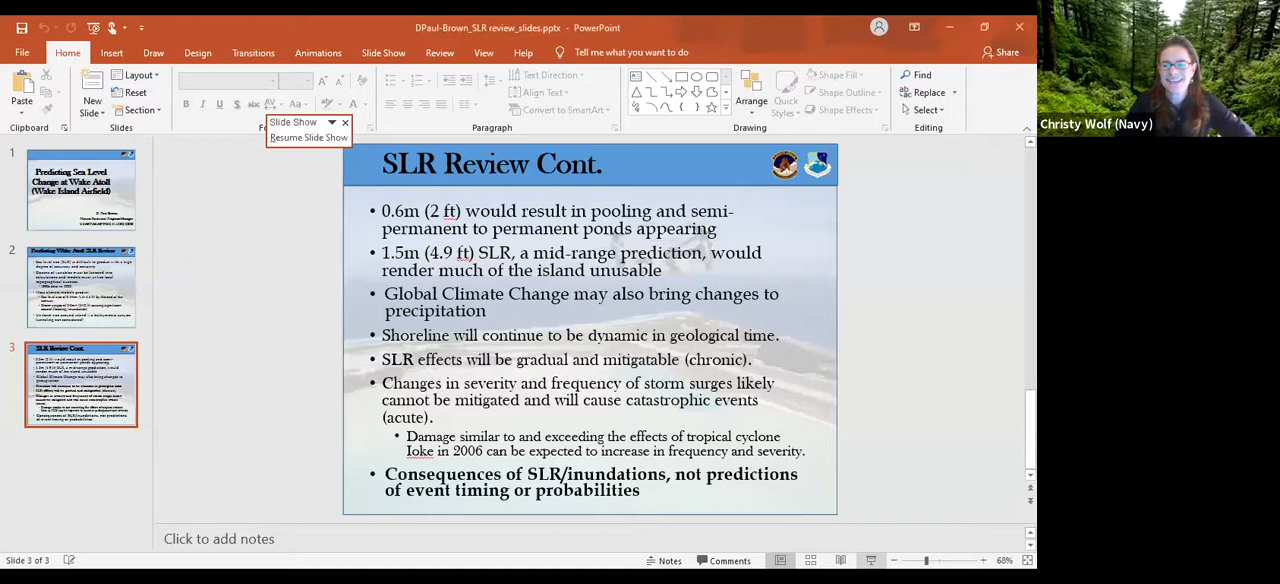 DPaul-Brown_SLR review_slides.pptx - PowerPoint
File Home Insert Draw Design Transitions Animations Slide Show Review View Help Tell me what you want to do Share
Paste
Clipboard
New Slide
Layout
Reset
Section
Slides
Slide Show
Resume Slide Show
Text Direction
Align Text
Convert to SmartArt
Paragraph
Arrange
Quick Styles
Shape Fill
Shape Outline
Shape Effects
Drawing
Find
Replace
Select
Editing
Christy Wolf (Navy)
1
Predicting Sea Level
Change at Wake Atoll
(Wake Island Airfield)
2
Predicting Wake Atoll SLR Review
3
SLR Review Cont.
SLR Review Cont.
• 0.6m (2 ft) would result in pooling and semi-
permanent to permanent ponds appearing
• 1.5m (4.9 ft) SLR, a mid-range prediction, would
render much of the island unusable
• Global Climate Change may also bring changes to
precipitation
• Shoreline will continue to be dynamic in geological time.
• SLR effects will be gradual and mitigatable (chronic).
• Changes in severity and frequency of storm surges likely
cannot be mitigated and will cause catastrophic events
(acute).
• Damage similar to and exceeding the effects of tropical cyclone
Ioke in 2006 can be expected to increase in frequency and severity.
• Consequences of SLR/inundations, not predictions
of event timing or probabilities
Click to add notes
Slide 3 of 3
Notes
Comments
68%